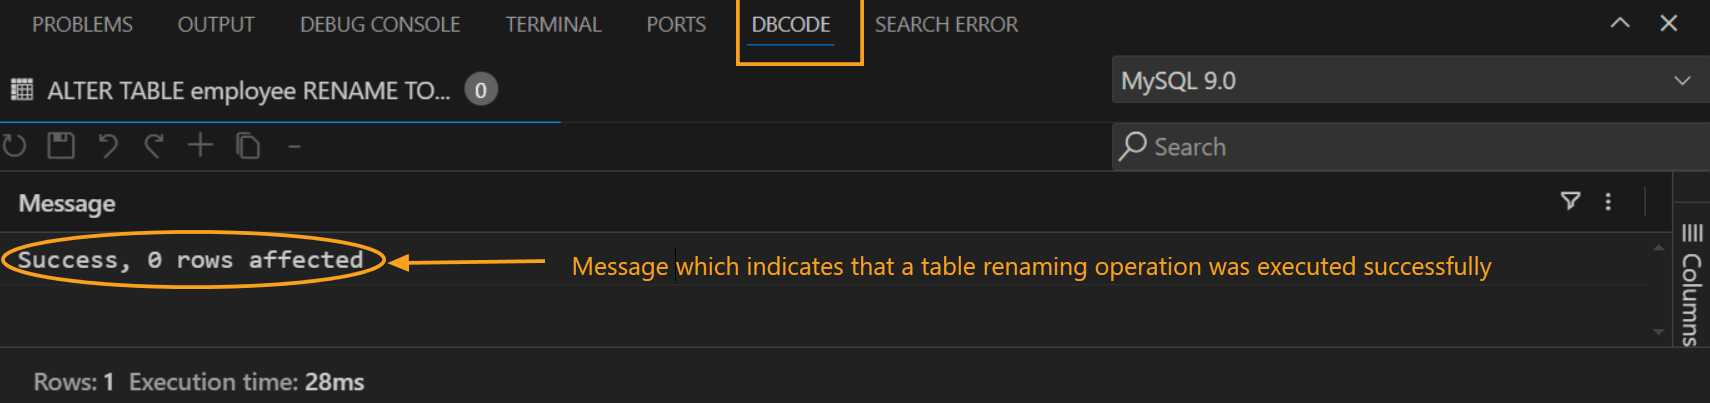 PROBLEMS OUTPUT DEBUG CONSOLE TERMINAL PORTS DBCODE SEARCH ERROR
ALTER TABLE employee RENAME TO... 0
MySQL 9.0
Search
Message
Success, 0 rows affected
Message which indicates that a table renaming operation was executed successfully
Columns
Rows: 1 Execution time: 28ms